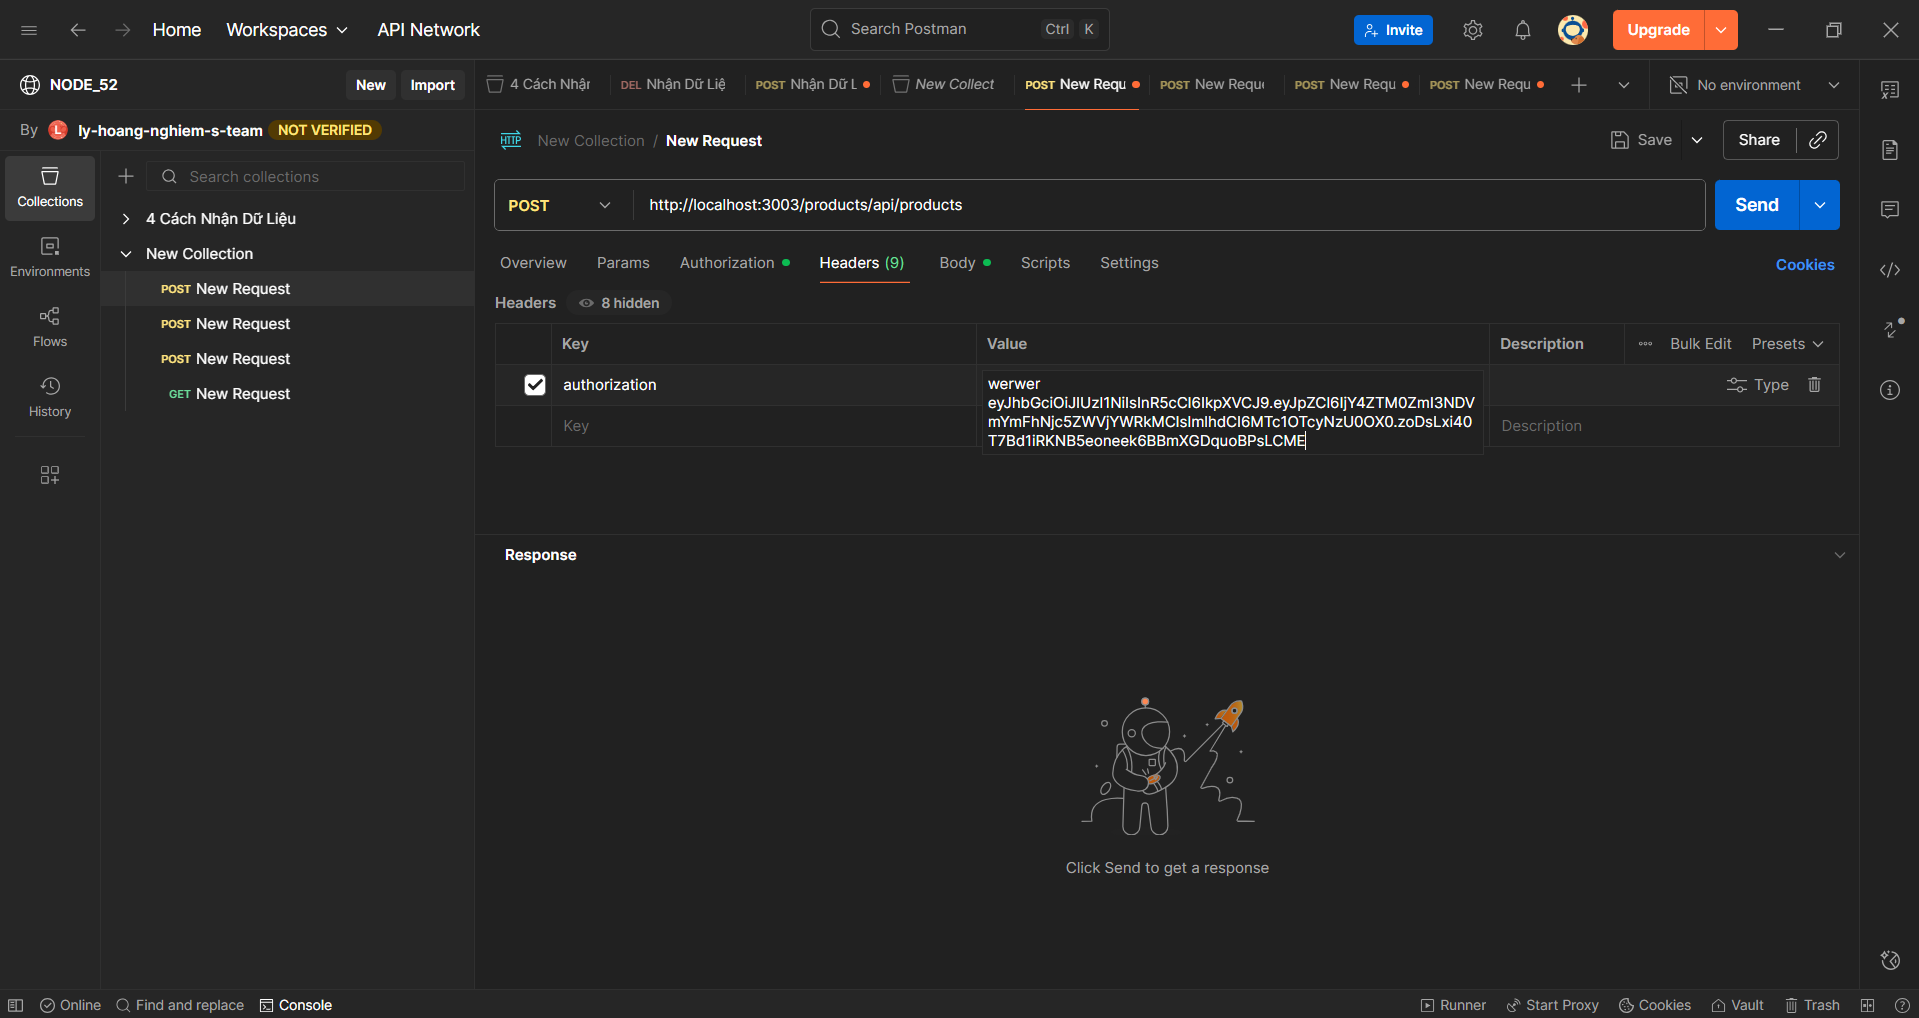 Home
Workspaces
API Network
Search Postman
Ctrl K
Invite
Upgrade
NODE_52
New
Import
4 Cách Nhậr
DEL Nhận Dữ Liệ
POST Nhận Dữ L
New Collect
POST New Requ
POST New Requ
POST New Requ
POST New Requ
No environment
By L ly-hoang-nghiem-s-team NOT VERIFIED
HTTP New Collection / New Request
Save
Share
Collections
Environments
Flows
History
Search collections
4 Cách Nhận Dữ Liệu
New Collection
POST New Request
POST New Request
POST New Request
GET New Request
POST
http://localhost:3003/products/api/products
Send
Overview
Params
Authorization
Headers (9)
Body
Scripts
Settings
Cookies
Headers
8 hidden
Key
Value
Description
Bulk Edit
Presets
authorization
werwer
eyJhbGciOiJIUzI1NiIsInR5cCI6IkpXVCJ9.eyJpZCI6IjY4ZTM0ZmI3NDV
mYmFhNjc5ZWVjYWRkMCIsImlhdCI6MTc1OTcyNzU0OX0.zoDsLxi40
T7Bd1iRKNB5eoneek6BBmXGDquoBPsLCME
Type
Key
Description
Response
Click Send to get a response
Online
Find and replace
Console
Runner
Start Proxy
Cookies
Vault
Trash